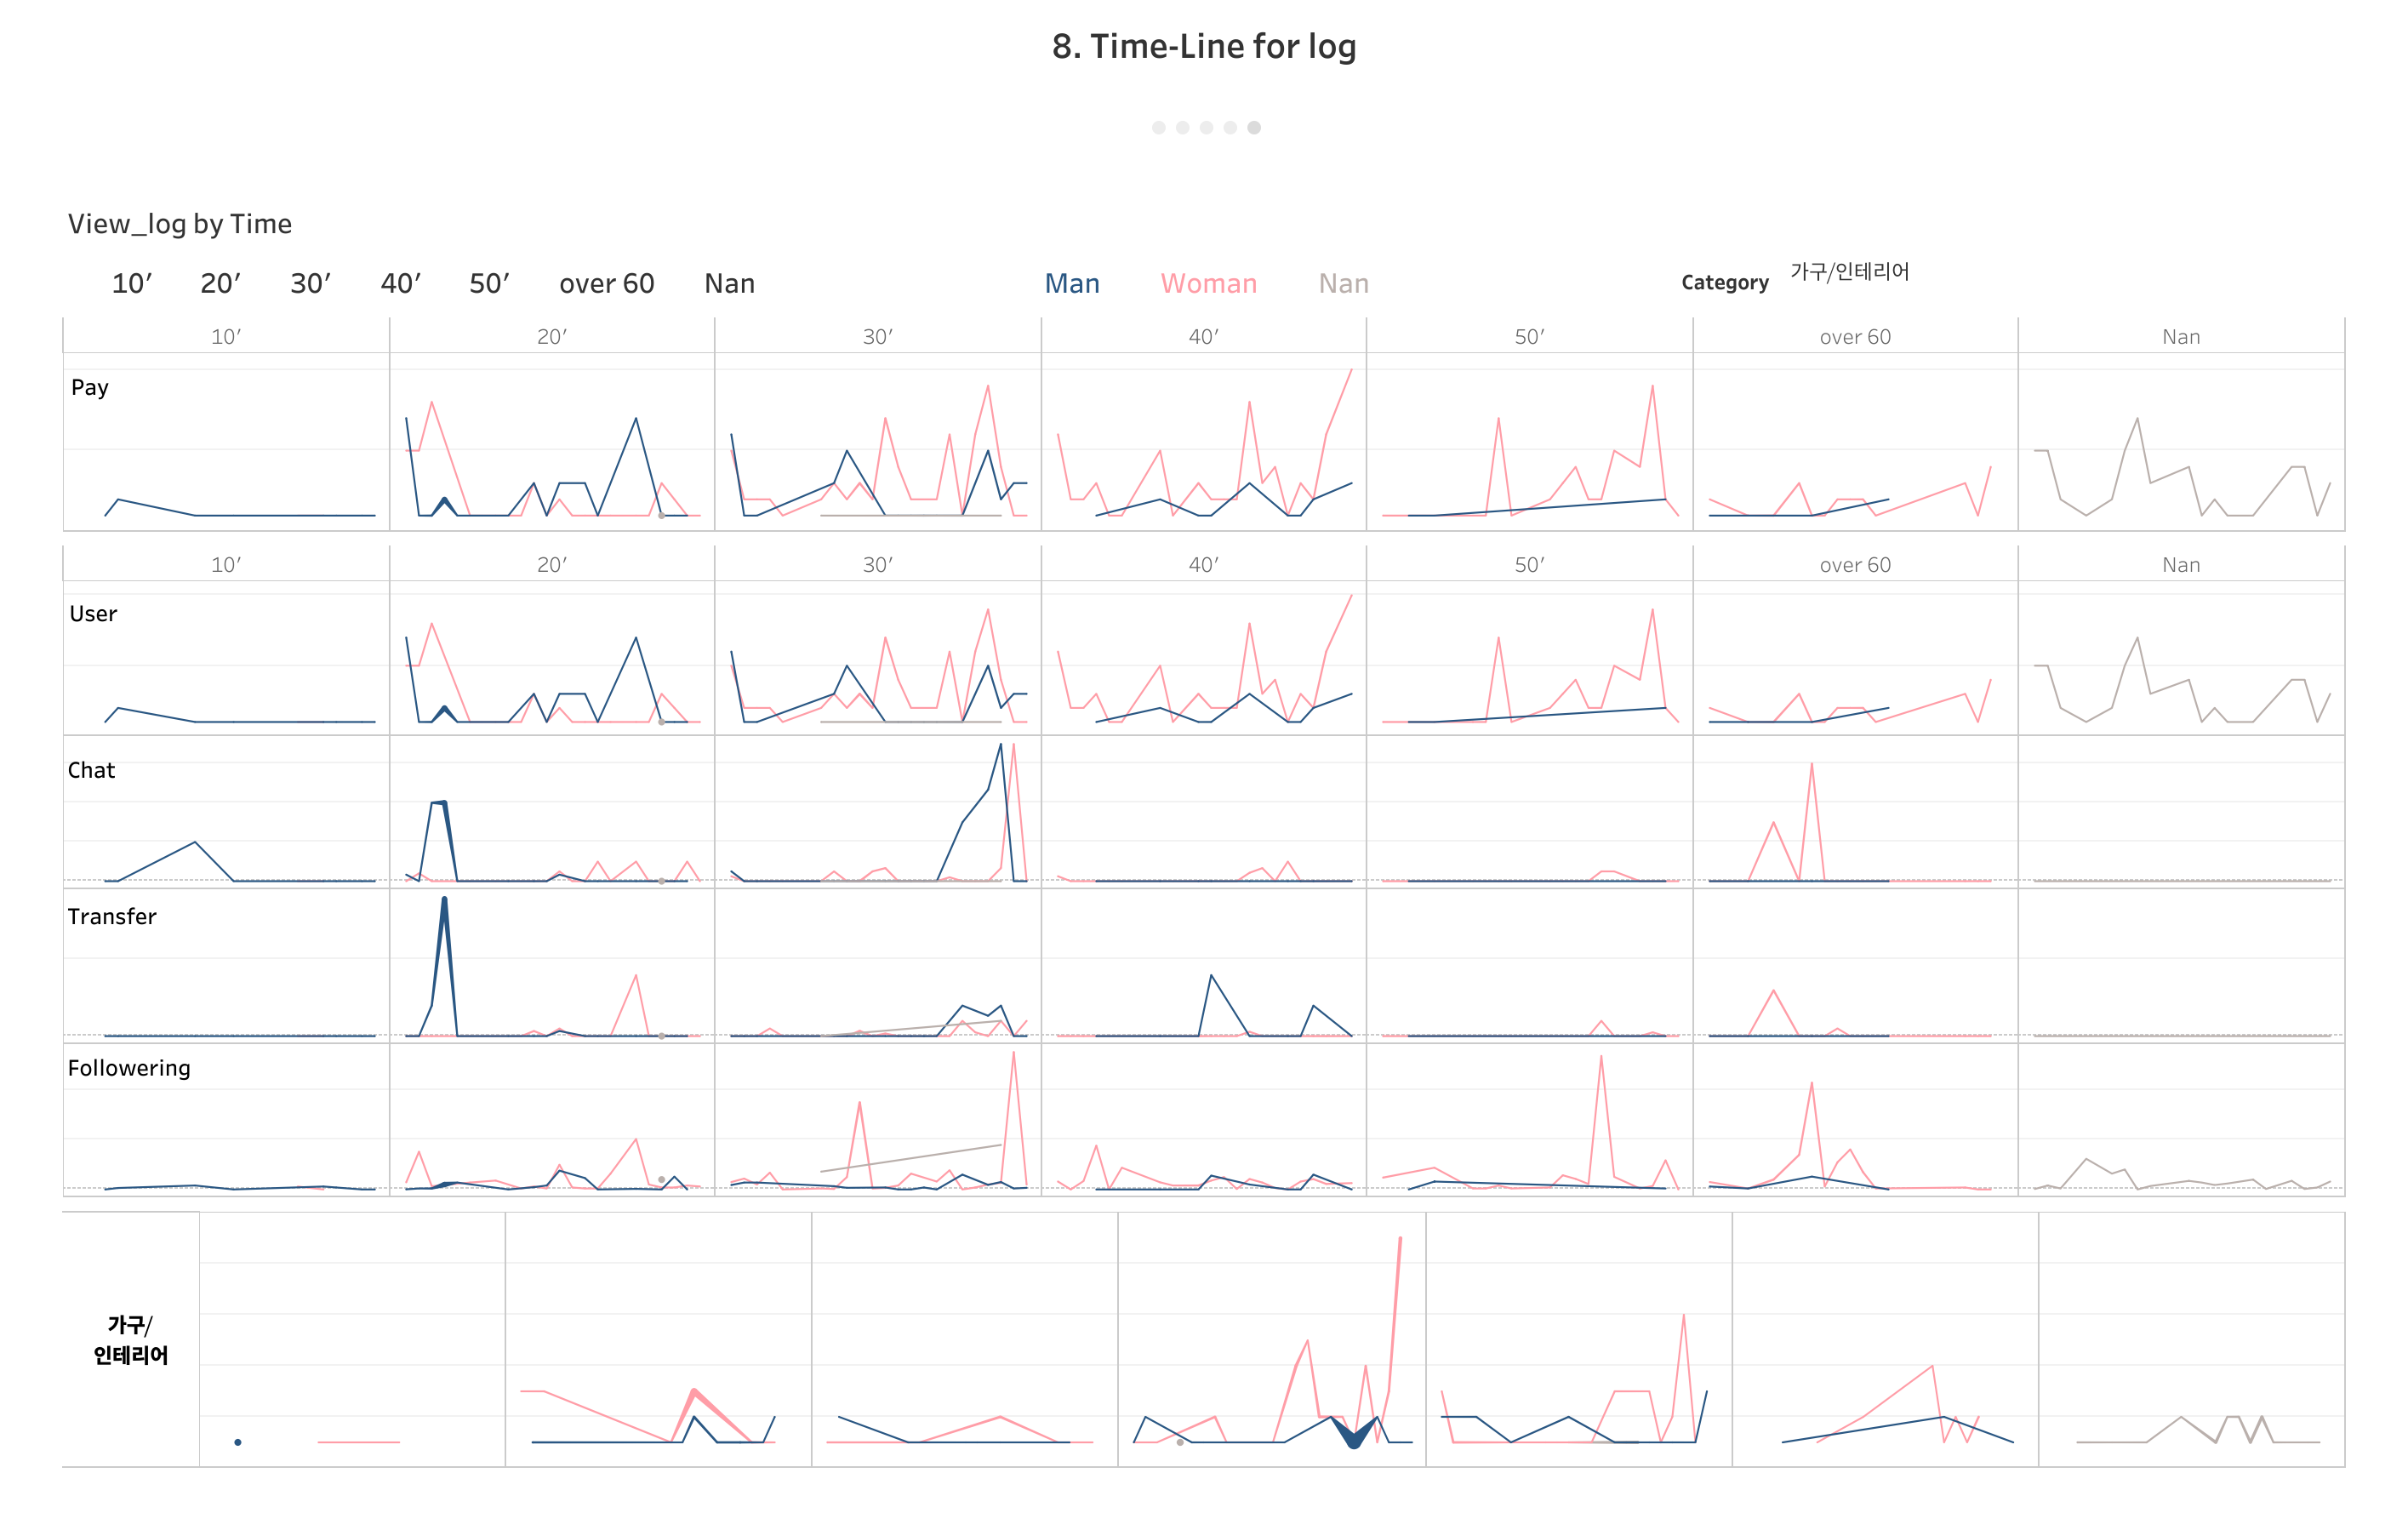 8. Time-Line for log
View_log by Time
10′ 20′ 30′ 40′ 50′ over 60 Nan Man Woman Nan Category 가구/인테리어
10′ 20′ 30′ 40′ 50′ over 60 Nan
Pay
10′ 20′ 30′ 40′ 50′ over 60 Nan
User
Chat
Transfer
Followering
가구/
인테리어